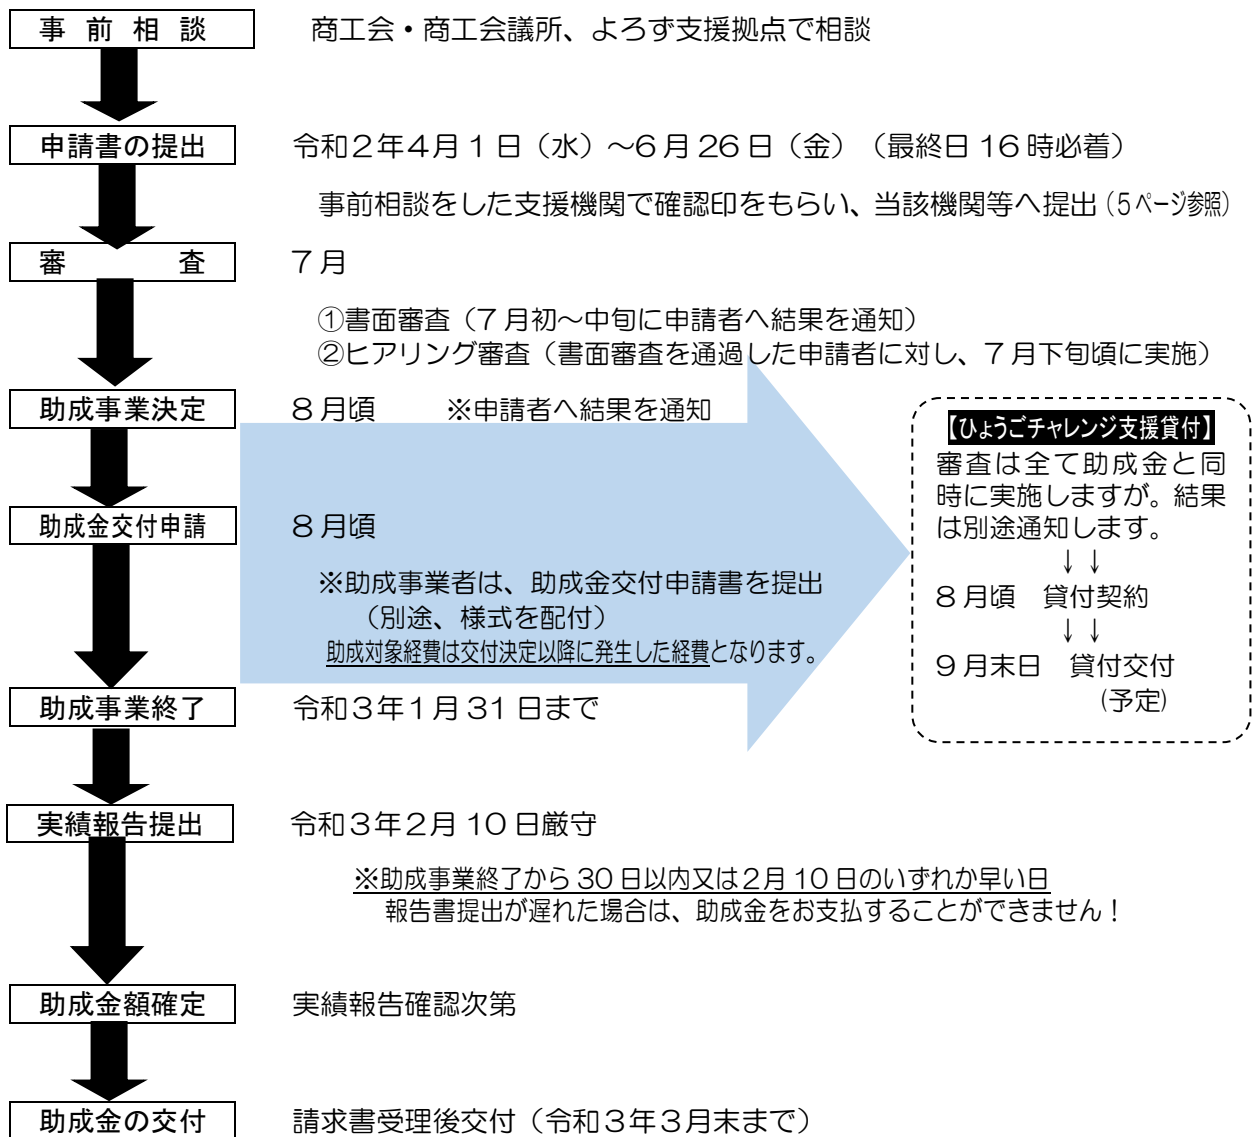 事前相談
商工会・商工会議所、よろず支援拠点で相談
申請書の提出
令和2年4月1日（水）～6月26日（金）（最終日16時必着）
事前相談をした支援機関で確認印をもらい、当該機関等へ提出（5ページ参照）
審査
7月
①書面審査（7月初～中旬に申請者へ結果を通知）
②ヒアリング審査（書面審査を通過した申請者に対し、7月下旬頃に実施）
助成事業決定
8月頃 ※申請者へ結果を通知
助成金交付申請
8月頃
※助成事業者は、助成金交付申請書を提出
（別途、様式を配付）
助成対象経費は交付決定以降に発生した経費となります。
【ひょうごチャレンジ支援貸付】
審査は全て助成金と同
時に実施しますが。結果
は別途通知します。
↓↓
8月頃 貸付契約
↓↓
9月末日 貸付交付
(予定)
助成事業終了
令和3年1月31日まで
実績報告提出
令和3年2月10日厳守
※助成事業終了から30日以内又は2月10日のいずれか早い日
報告書提出が遅れた場合は、助成金をお支払することができません！
助成金額確定
実績報告確認次第
助成金の交付
請求書受理後交付（令和3年3月末まで）